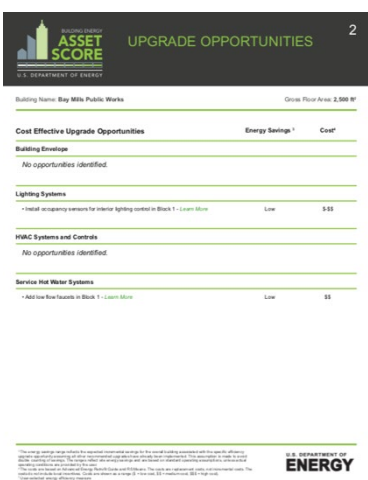 BUILDING ENERGY
ASSET
SCORE
U.S. DEPARTMENT OF ENERGY
UPGRADE OPPORTUNITIES
2
Building Name: Bay Mills Public Works
Gross Floor Area: 2,500 ft²
Cost Effective Upgrade Opportunities
Energy Savings ¹
Cost²
Building Envelope
No opportunities identified.
Lighting Systems
• Install occupancy sensors for interior lighting control in Block 1 - Learn More
Low
$-$$
HVAC Systems and Controls
No opportunities identified.
Service Hot Water Systems
• Add low flow faucets in Block 1 - Learn More
Low
$$
U.S. DEPARTMENT OF
ENERGY